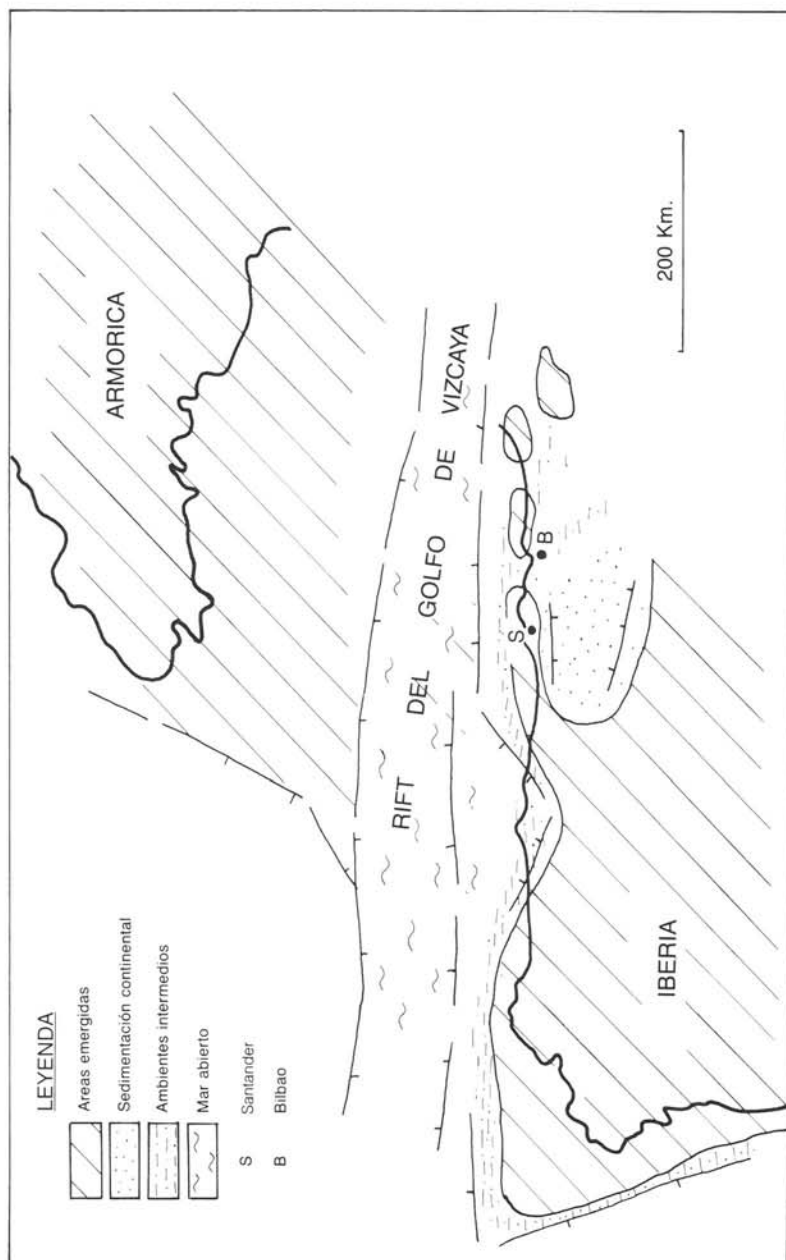 LEYENDA
Areas emergidas
Sedimentación continental
Ambientes intermedios
Mar abierto
S Santander
B Bilbao
ARMORICA
RIFT DEL GOLFO DE VIZCAYA
S
B
IBERIA
200 Km.